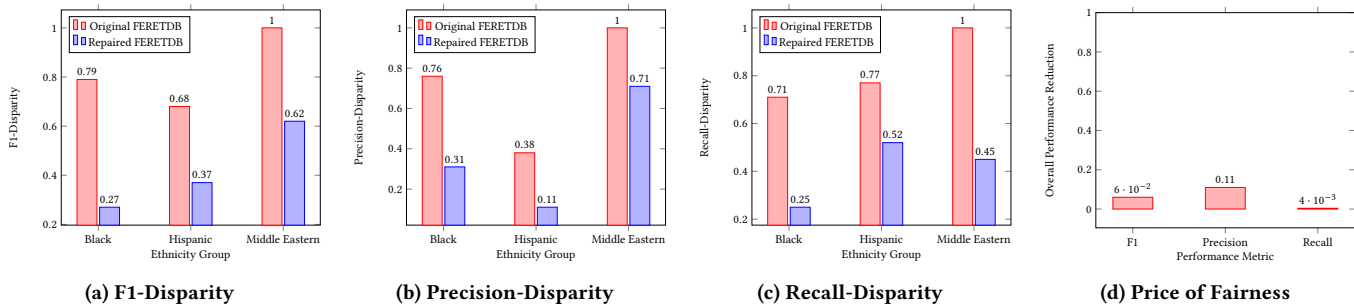 F1-Disparity
1
0.8
0.6
0.4
0.2
Original FERETDB
Repaired FERETDB
0.79
0.27
0.68
0.37
1
0.62
Black
Hispanic
Middle Eastern
Ethnicity Group
(a) F1-Disparity
Precision-Disparity
1
0.8
0.6
0.4
0.2
Original FERETDB
Repaired FERETDB
0.76
0.31
0.38
0.11
1
0.71
Black
Hispanic
Middle Eastern
Ethnicity Group
(b) Precision-Disparity
Recall-Disparity
1
0.8
0.6
0.4
0.2
Original FERETDB
Repaired FERETDB
0.71
0.25
0.77
0.52
1
0.45
Black
Hispanic
Middle Eastern
Ethnicity Group
(c) Recall-Disparity
Overall Performance Reduction
1
0.8
0.6
0.4
0.2
0
6 · 10⁻²
0.11
4 · 10⁻³
F1
Precision
Recall
Performance Metric
(d) Price of Fairness